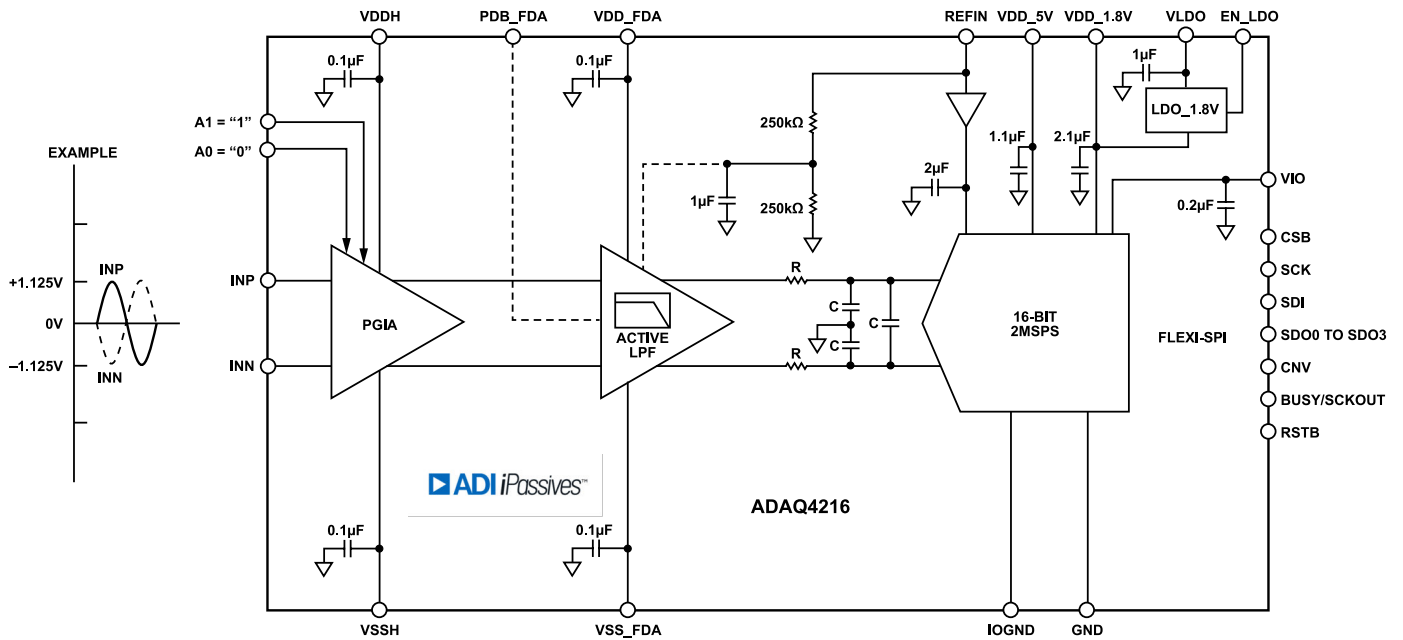 VDDH
PDB_FDA
VDD_FDA
REFIN
VDD_5V
VDD_1.8V
VLDO
EN_LDO
0.1µF
0.1µF
1µF
LDO_1.8V
A1 = “1”
A0 = “0”
250kΩ
1.1µF
2.1µF
EXAMPLE
2µF
VIO
1µF
250kΩ
0.2µF
CSB
INP
+1.125V
INP
R
SCK
C
SDI
0V
PGIA
ACTIVE
LPF
C
C
16-BIT
2MSPS
FLEXI-SPI
SDO0 TO SDO3
–1.125V
INN
INN
R
CNV
BUSY/SCKOUT
RSTB
ADI iPassives™
ADAQ4216
0.1µF
0.1µF
VSSH
VSS_FDA
IOGND
GND